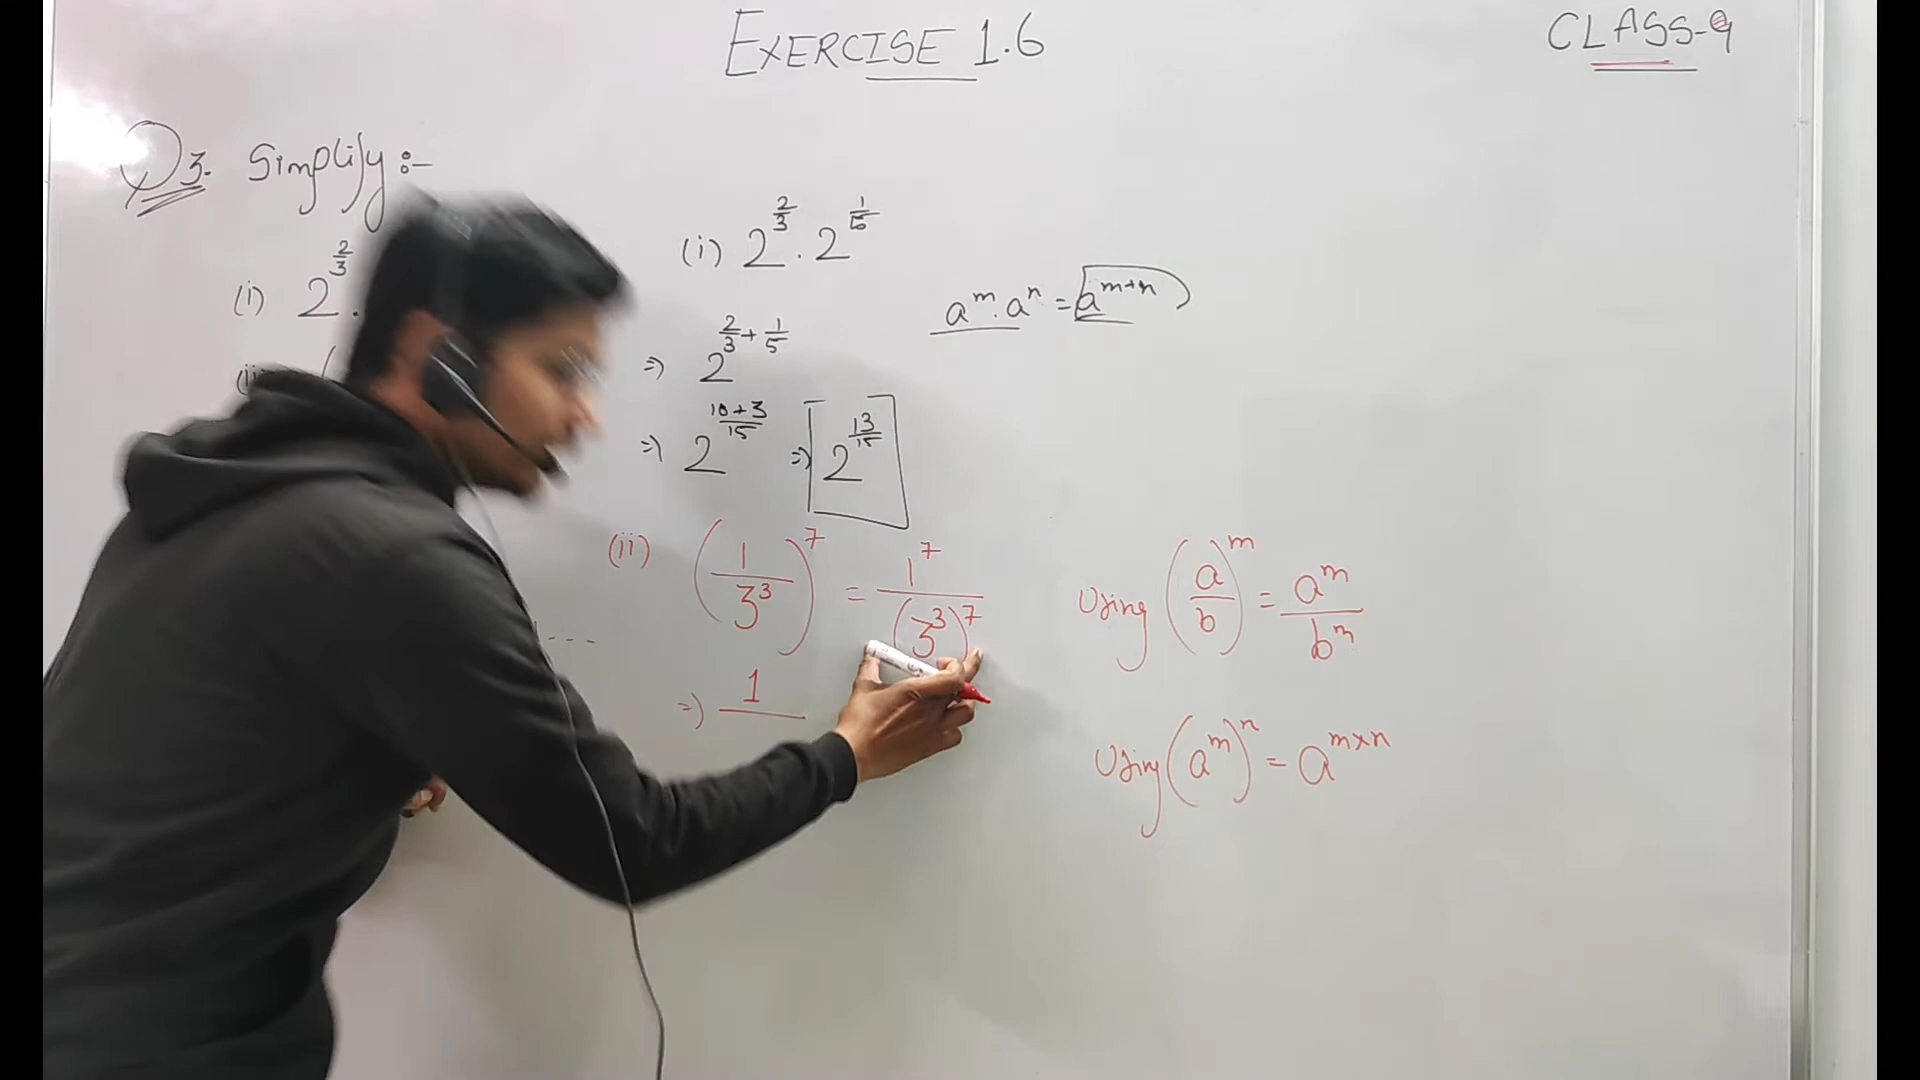 EXERCISE 1.6
CLASS-9
Q3. Simplify :-
(i) 2^{2/3} .
(ii) (
(i) 2^{2/3} . 2^{1/5}
a^m . a^n = a^{m+n}
=> 2^{2/3 + 1/5}
=> 2^{(10+3)/15} => 2^{13/15}
(ii) (1/3^3)^7 = 1^7/(3^3)^7
Using (a/b)^m = a^m/b^m
=> 1
Using (a^m)^n = a^{m×n}